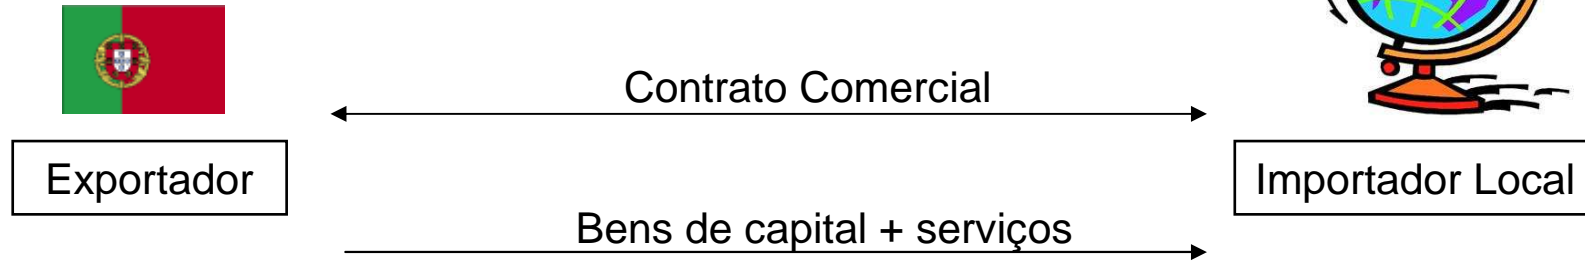 Contrato Comercial
Exportador
Importador Local
Bens de capital + serviços